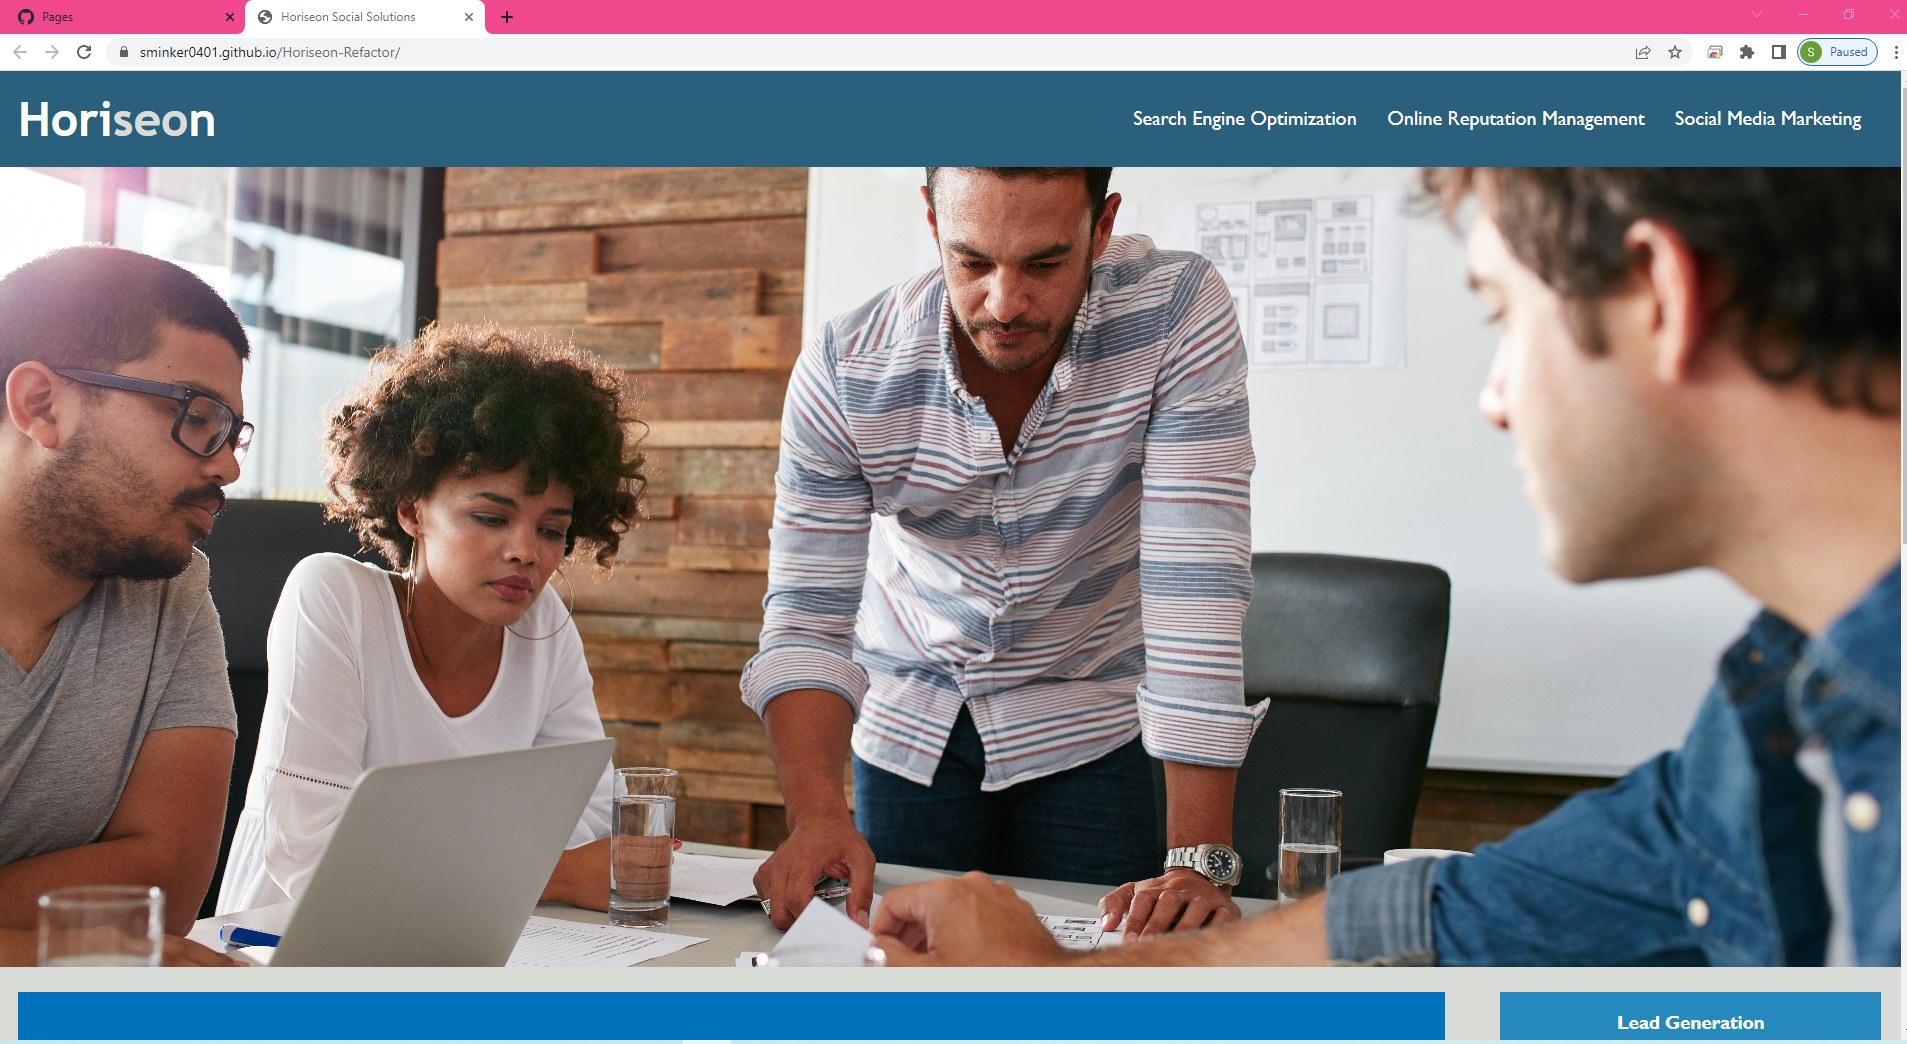 Pages
Horiseon Social Solutions
sminker0401.github.io/Horiseon-Refactor/
S
Paused
Horiseon
Search Engine Optimization
Online Reputation Management
Social Media Marketing
Lead Generation